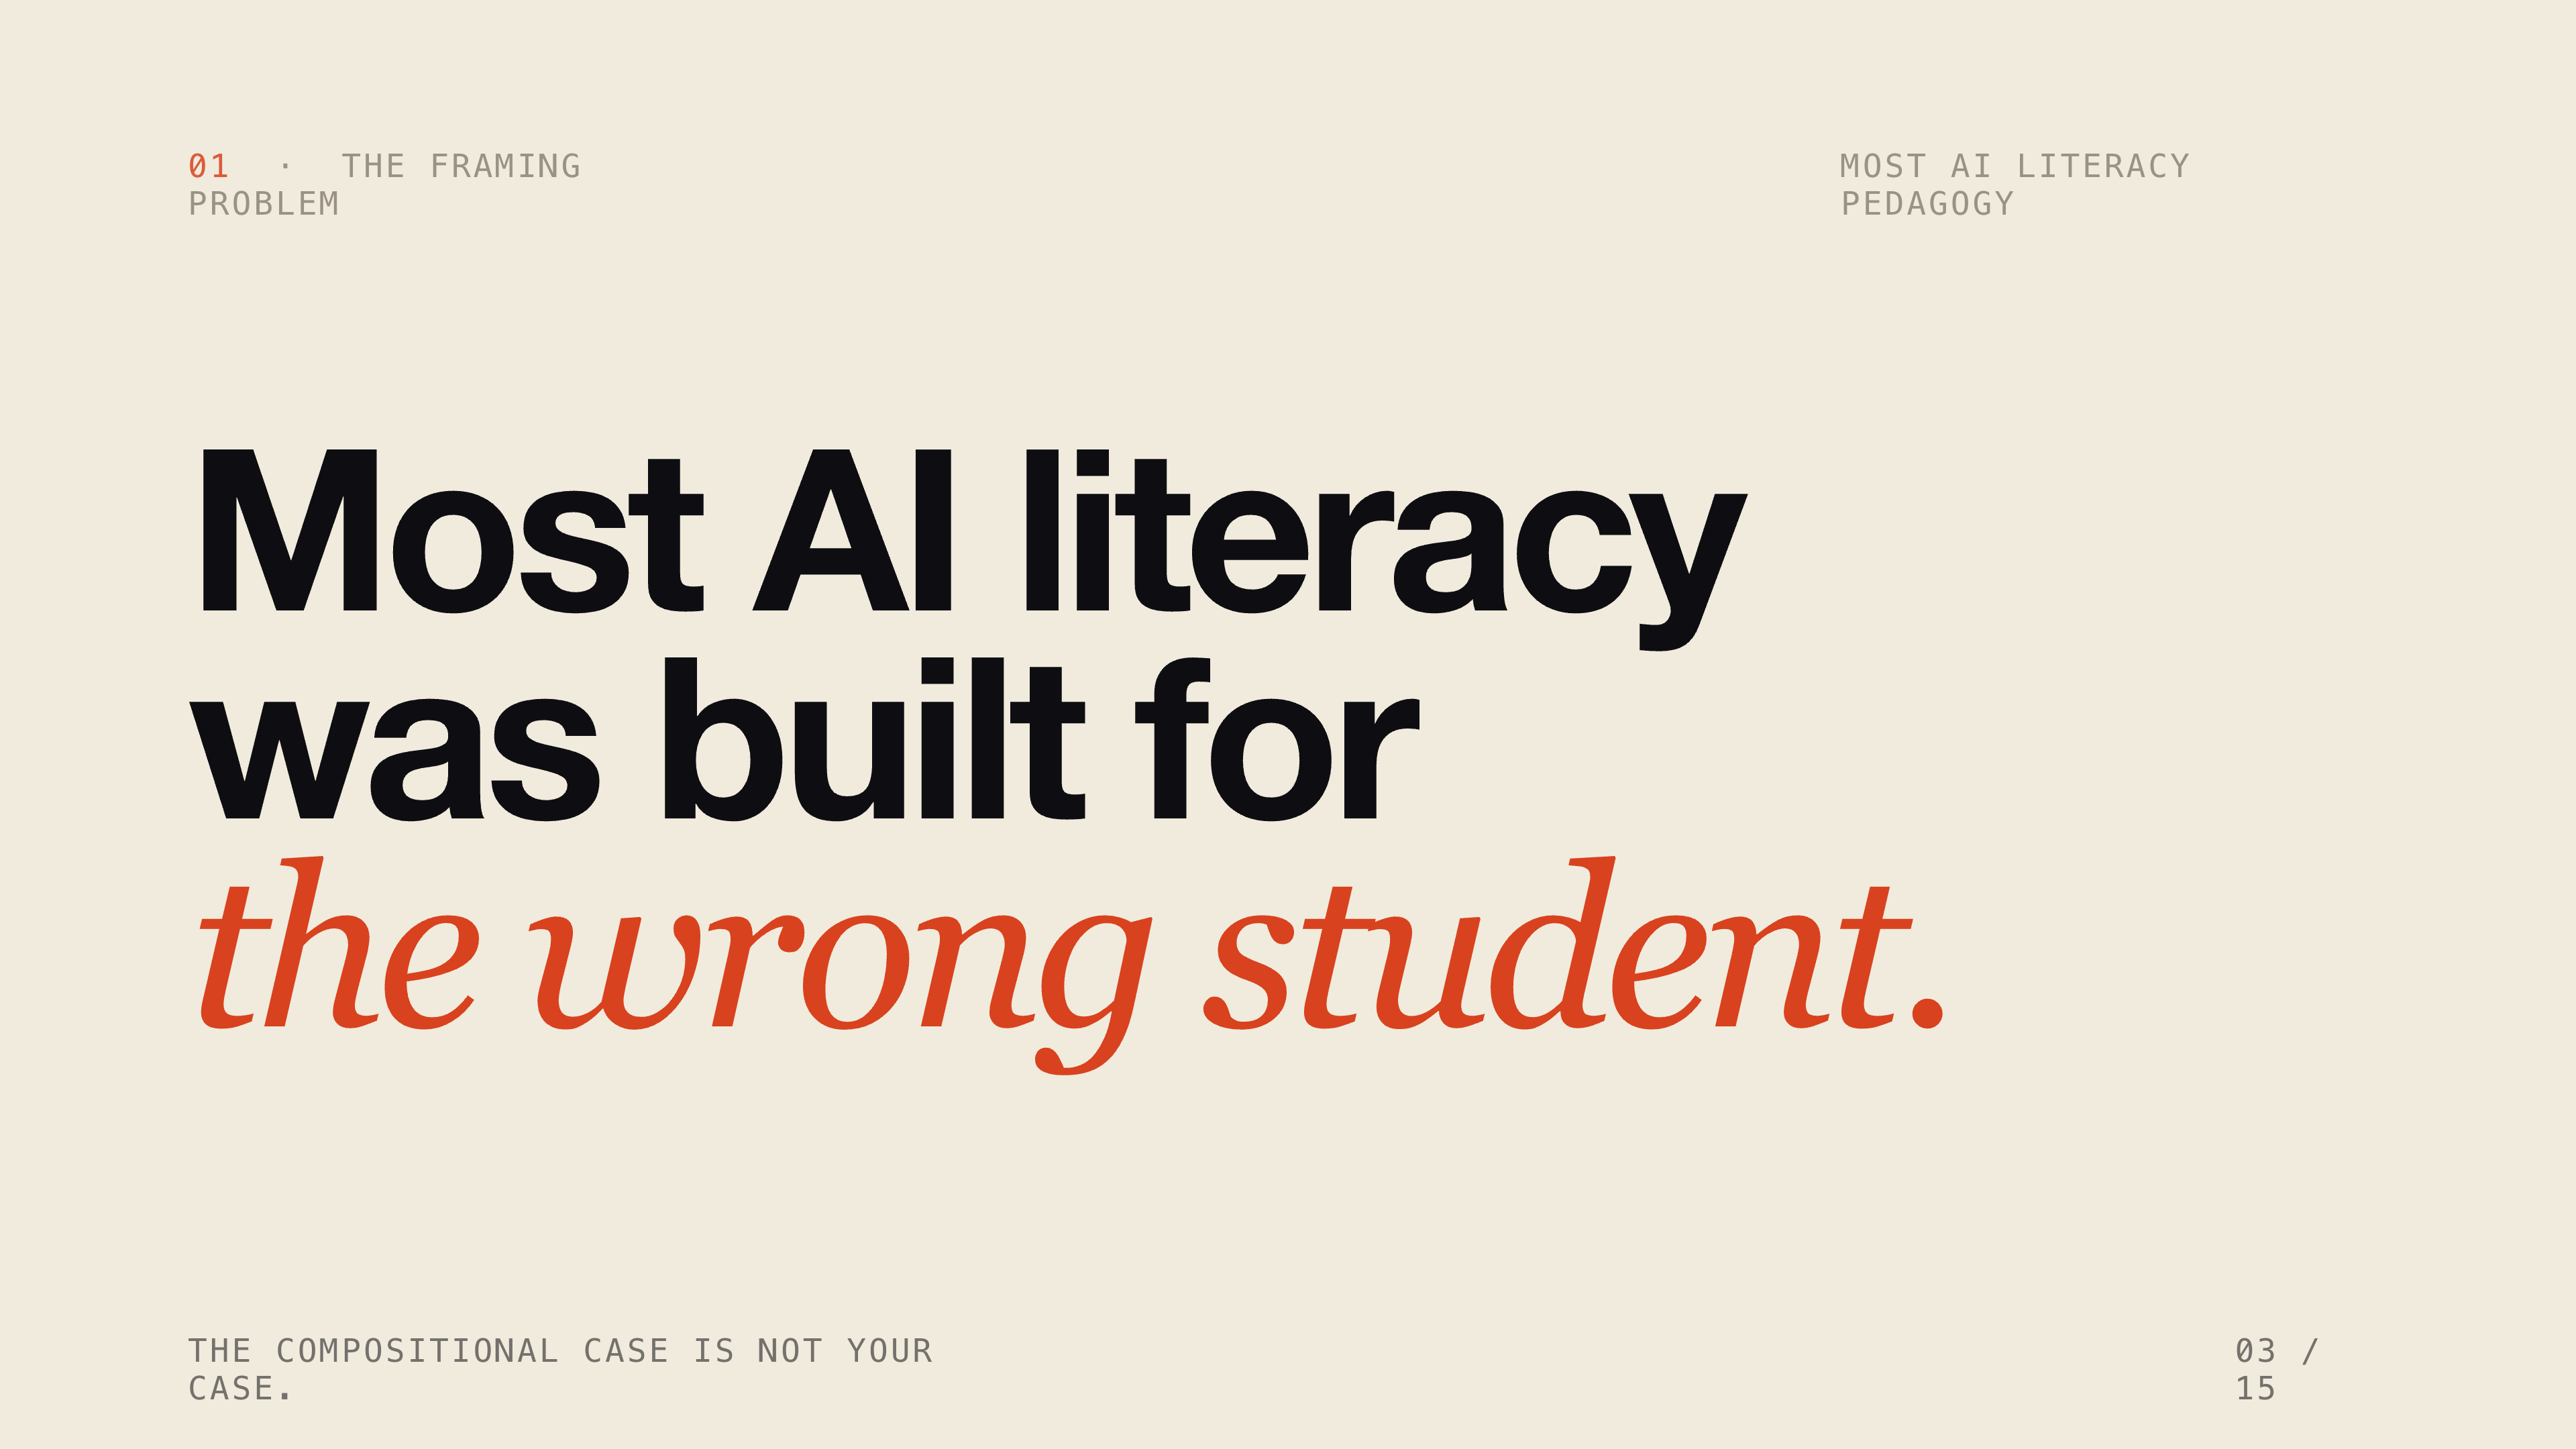 01 · THE FRAMING
PROBLEM
MOST AI LITERACY
PEDAGOGY
Most AI literacy
was built for
the wrong student.
THE COMPOSITIONAL CASE IS NOT YOUR
CASE.
03 /
15